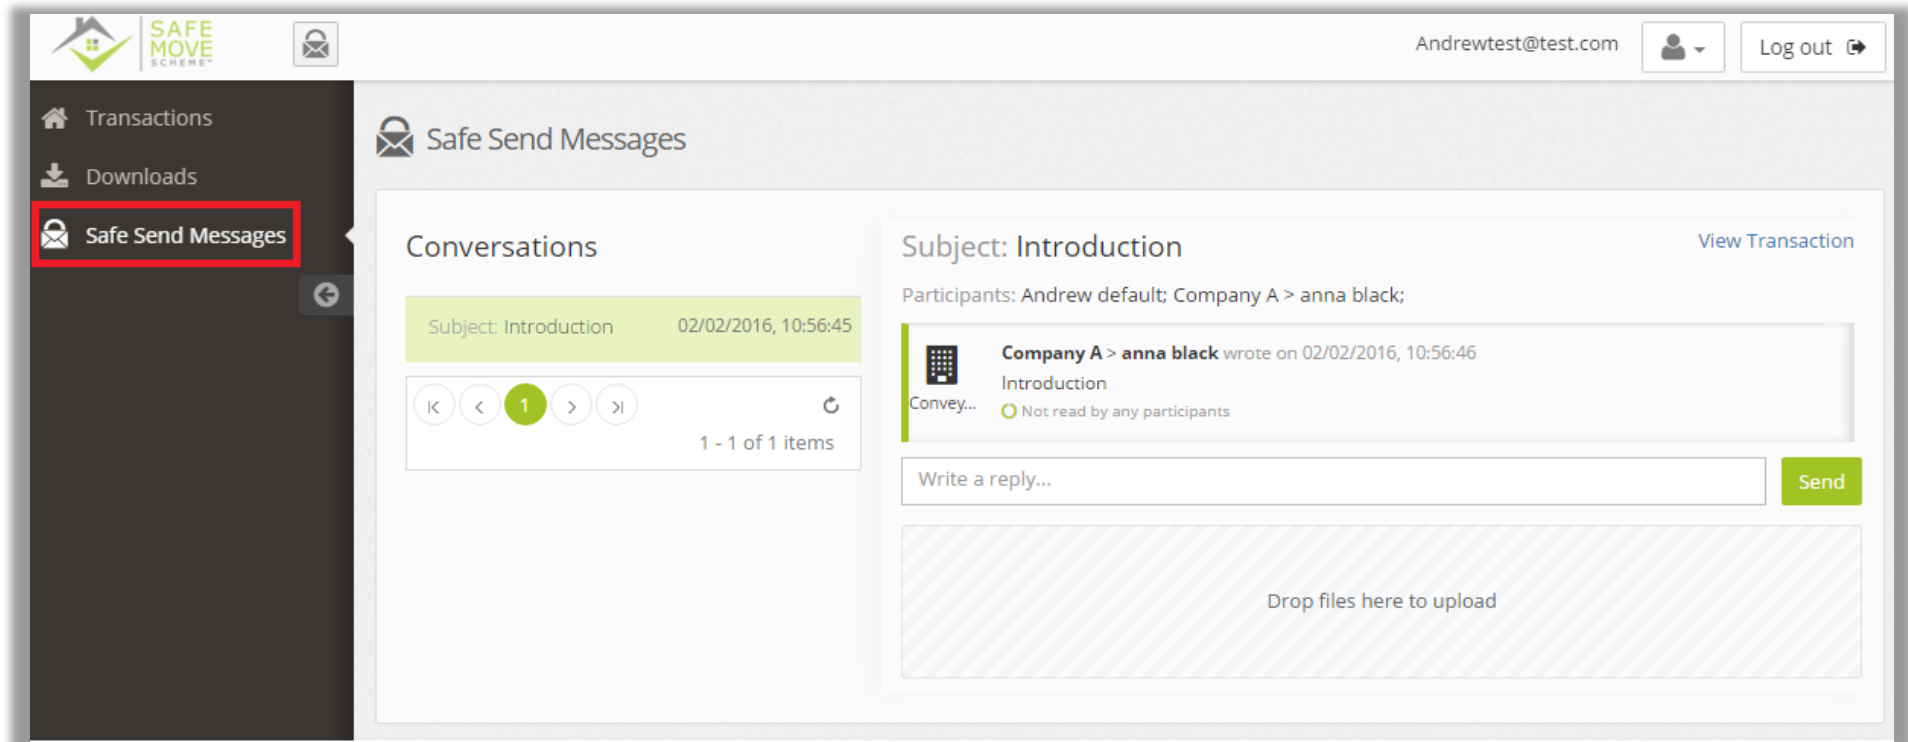 SAFE
MOVE
SCHEME™
Andrewtest@test.com
Log out
Transactions
Downloads
Safe Send Messages
Safe Send Messages
Conversations
Subject: Introduction 02/02/2016, 10:56:45
1
1 - 1 of 1 items
Subject: Introduction
View Transaction
Participants: Andrew default; Company A > anna black;
Convey...
Company A > anna black wrote on 02/02/2016, 10:56:46
Introduction
Not read by any participants
Write a reply...
Send
Drop files here to upload